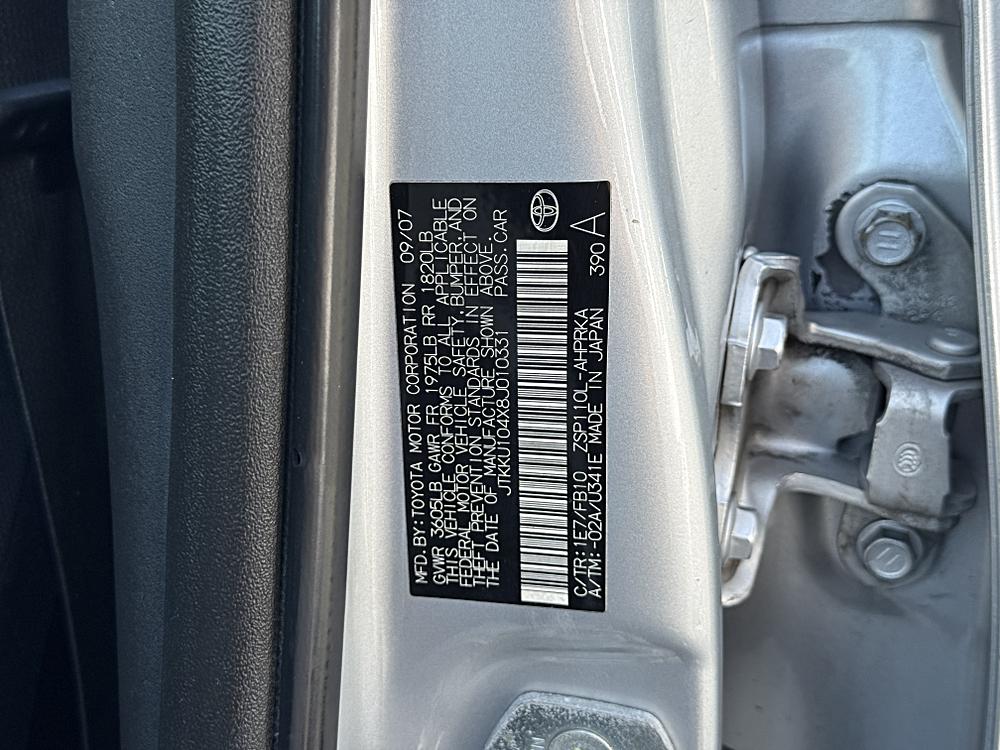 MFD. BY: TOYOTA MOTOR CORPORATION 09/07
GVWR 3605LB GAWR FR 1975LB RR 1820LB
THIS VEHICLE CONFORMS TO ALL APPLICABLE
FEDERAL MOTOR VEHICLE SAFETY, BUMPER, AND
THEFT PREVENTION STANDARDS IN EFFECT ON
THE DATE OF MANUFACTURE SHOWN ABOVE.
JTKKU104X8J010331 PASS. CAR
C/TR: 1E7/FB10 ZSP110L-AHPRKA 390 A
A/TM: -02A/U341E MADE IN JAPAN